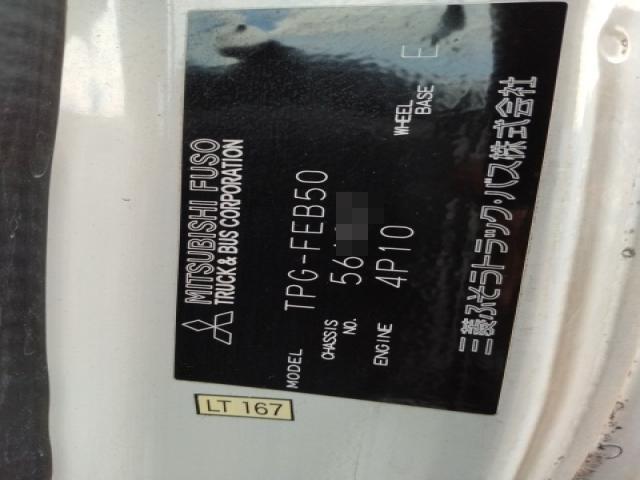 MITSUBISHI FUSO
TRUCK & BUS CORPORATION
MODEL TPG-FEB50
CHASSIS NO. 56
ENGINE 4P10
WHEEL BASE E
三菱ふそうトラック・バス株式会社
LT 167